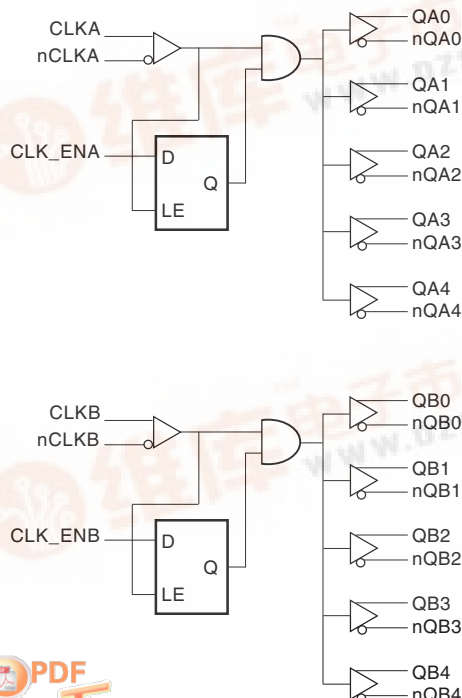 CLKA
nCLKA
CLK_ENA
D
Q
LE
QA0
nQA0
QA1
nQA1
QA2
nQA2
QA3
nQA3
QA4
nQA4
CLKB
nCLKB
CLK_ENB
D
Q
LE
QB0
nQB0
QB1
nQB1
QB2
nQB2
QB3
nQB3
QB4
nQB4
PDF